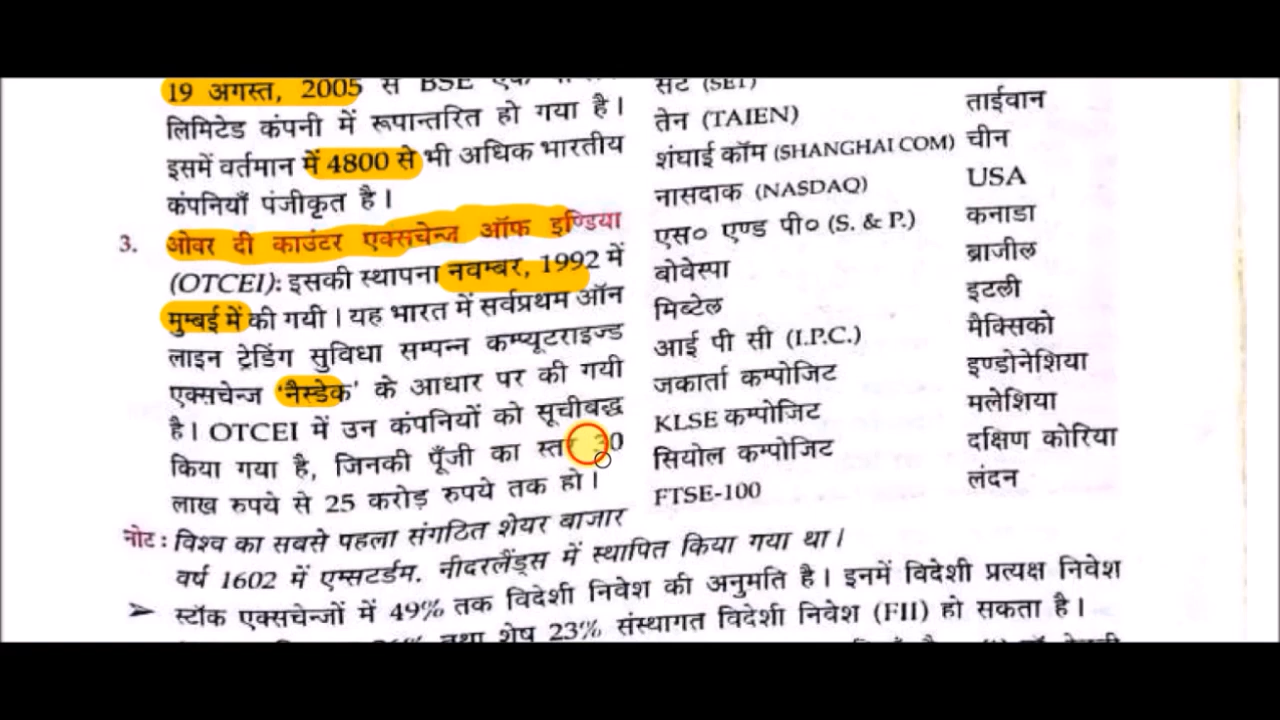 19 अगस्त, 2005 से BSE एक
लिमिटेड कंपनी में रूपान्तरित हो गया है।
इसमें वर्तमान में 4800 से भी अधिक भारतीय
कंपनियाँ पंजीकृत है।
3. ओवर दी काउंटर एक्सचेन्ज ऑफ इण्डिया
(OTCEI): इसकी स्थापना नवम्बर, 1992 में
मुम्बई में की गयी। यह भारत में सर्वप्रथम ऑन
लाइन ट्रेडिंग सुविधा सम्पन्न कम्प्यूटराइज्ड
एक्सचेन्ज ‘नैस्डेक’ के आधार पर की गयी
है। OTCEI में उन कंपनियों को सूचीबद्ध
किया गया है, जिनकी पूँजी का स्तर
लाख रुपये से 25 करोड़ रुपये तक हो।
सेट (SET)
तेन (TAIEN) ताईवान
शंघाई कॉम (SHANGHAI COM) चीन
नासदाक (NASDAQ) USA
एस० एण्ड पी० (S. & P.) कनाडा
बोवेस्पा ब्राजील
मिब्टेल इटली
आई पी सी (I.P.C.) मैक्सिको
जकार्ता कम्पोजिट इण्डोनेशिया
KLSE कम्पोजिट मलेशिया
सियोल कम्पोजिट दक्षिण कोरिया
FTSE-100 लंदन
नोट : विश्व का सबसे पहला संगटित शेयर बाजार
वर्ष 1602 में एम्सटर्डम. नीदरलैंड्स में स्थापित किया गया था।
➢ स्टॉक एक्सचेन्जों में 49% तक विदेशी निवेश की अनुमति है। इनमें विदेशी प्रत्यक्ष निवेश
तथा शेष 23% संस्थागत विदेशी निवेश (FII) हो सकता है।